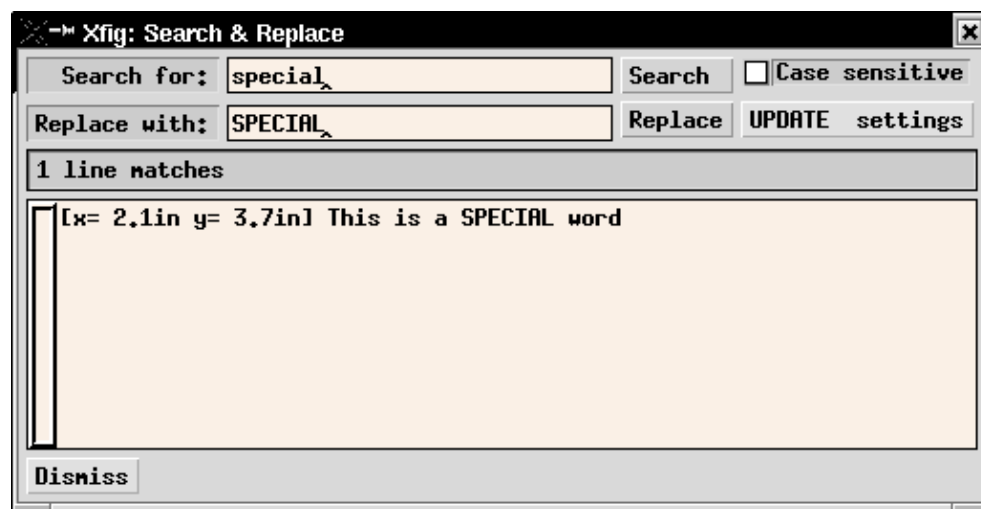 Xfig: Search & Replace
Search for: special Search Case sensitive
Replace with: SPECIAL Replace UPDATE settings
1 line matches
[x= 2.1in y= 3.7in] This is a SPECIAL word
Dismiss